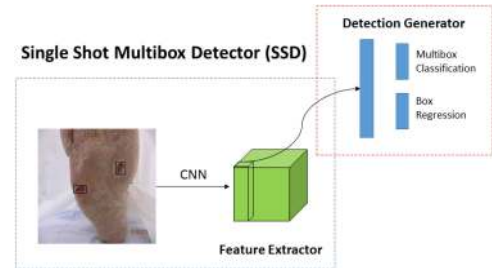 Detection Generator
Single Shot Multibox Detector (SSD)
Multibox
Classification
Box
Regression
CNN
Feature Extractor